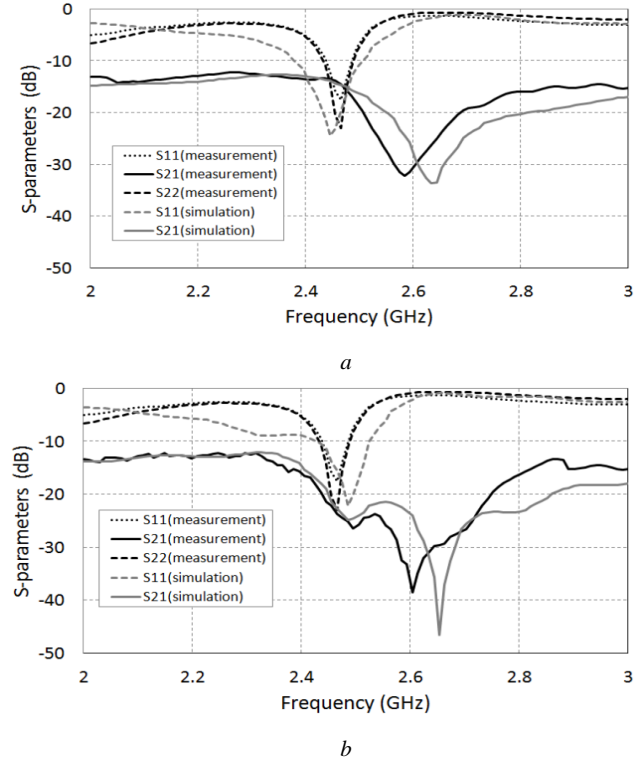 0
-10
-20
-30
-40
-50
S-parameters (dB)
S11(measurement)
S21(measurement)
S22(measurement)
S11(simulation)
S21(simulation)
2
2.2
2.4
2.6
2.8
3
Frequency (GHz)
a
0
-10
-20
-30
-40
-50
S-parameters (dB)
S11(measurement)
S21(measurement)
S22(measurement)
S11(simulation)
S21(simulation)
2
2.2
2.4
2.6
2.8
3
Frequency (GHz)
b